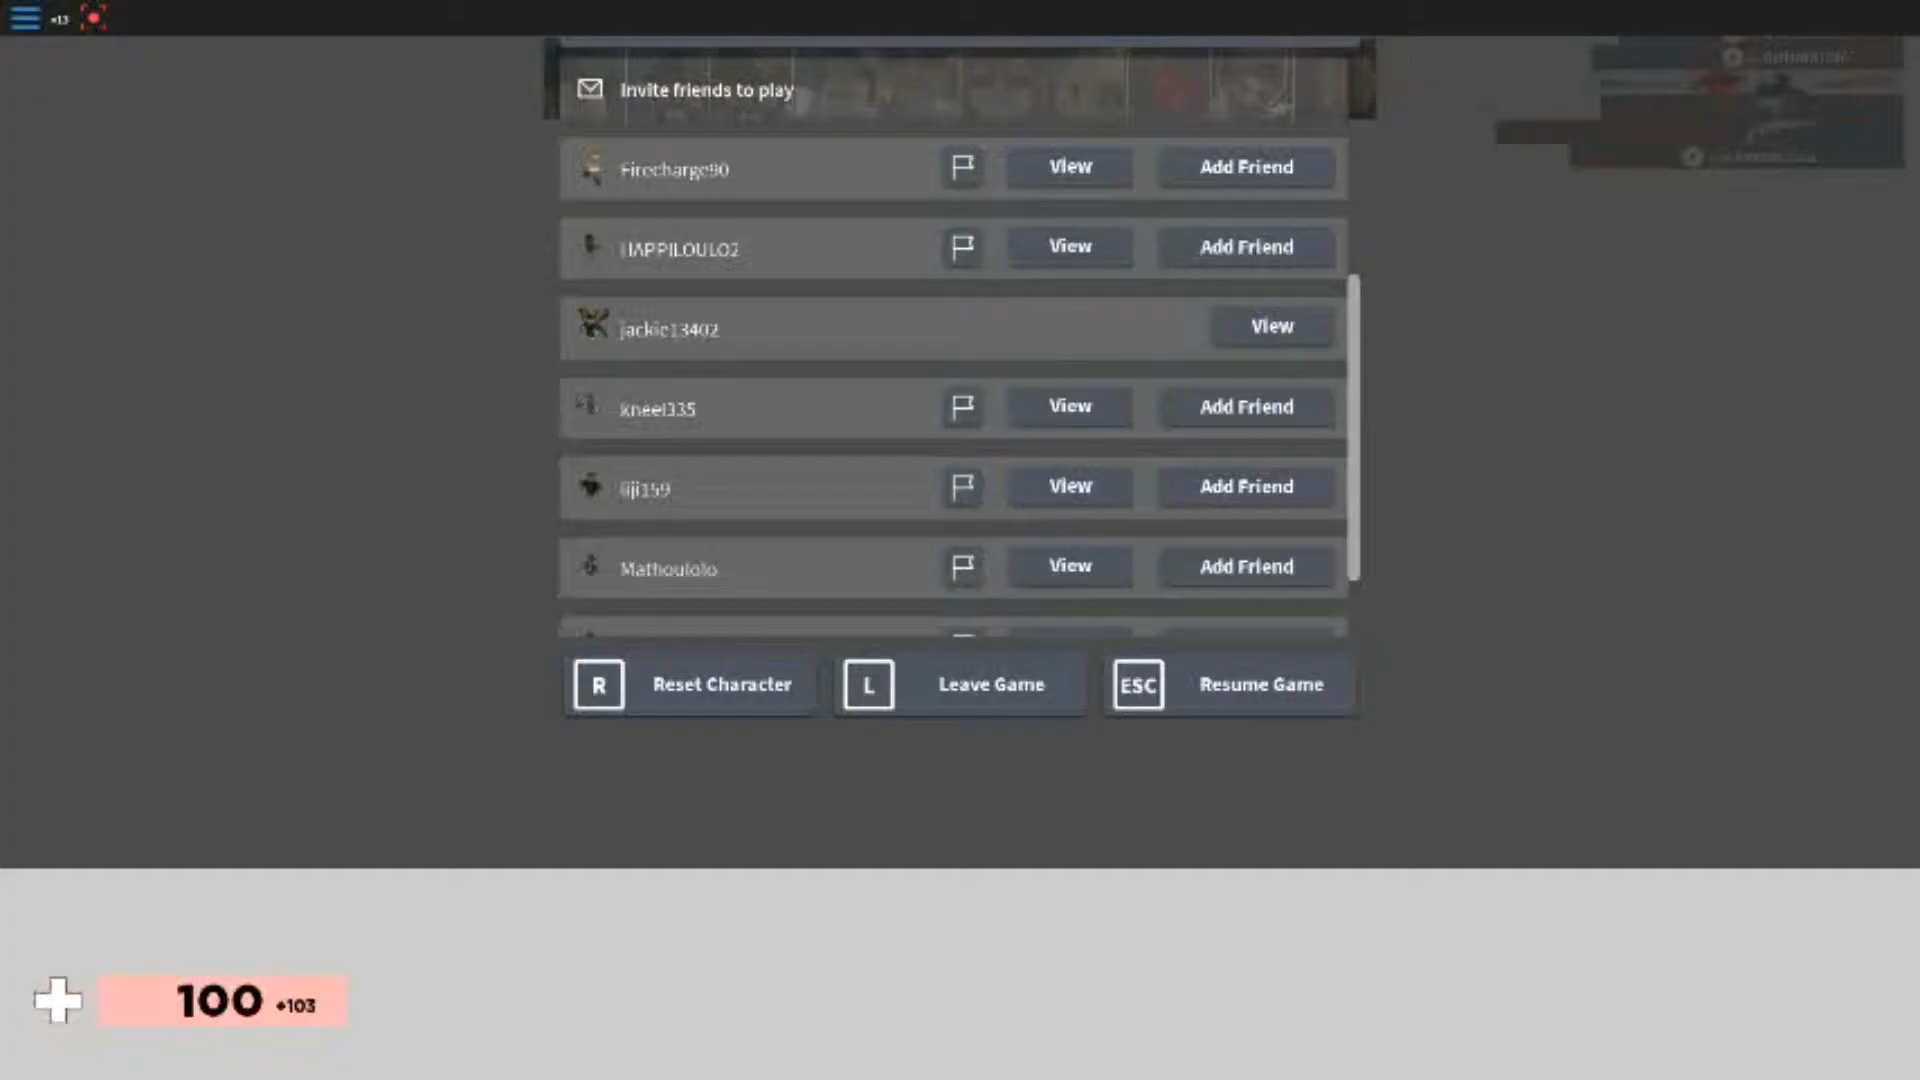 +13
Invite friends to play
Firecharge90 View Add Friend
HAPPILOULO2 View Add Friend
jackie13402 View
kneel335 View Add Friend
View Add Friend
Mathoulolo View Add Friend
R Reset Character L Leave Game ESC Resume Game
100 +103